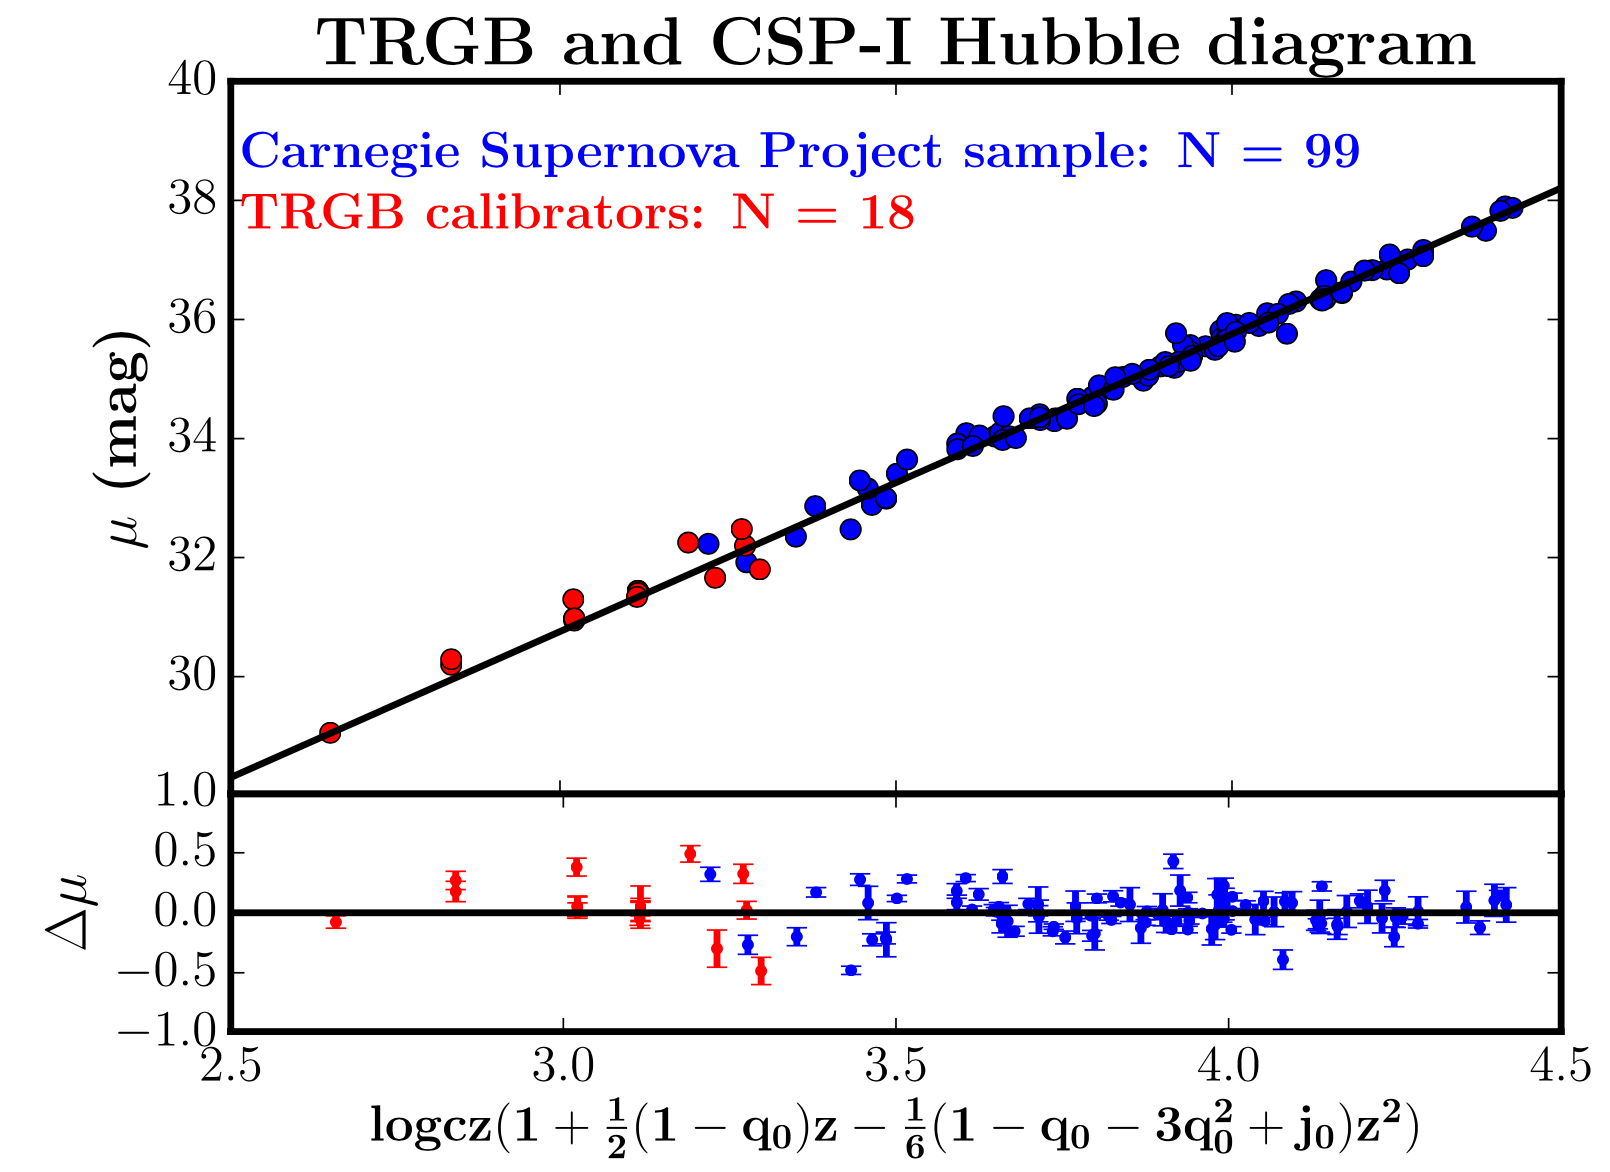 TRGB and CSP-I Hubble diagram
40
Carnegie Supernova Project sample: N = 99
TRGB calibrators: N = 18
38
36
34
32
30
μ (mag)
1.0
0.5
0.0
−0.5
−1.0
Δμ
2.5 3.0 3.5 4.0 4.5
logcz(1 + 1/2(1 − q₀)z − 1/6(1 − q₀ − 3q₀² + j₀)z²)